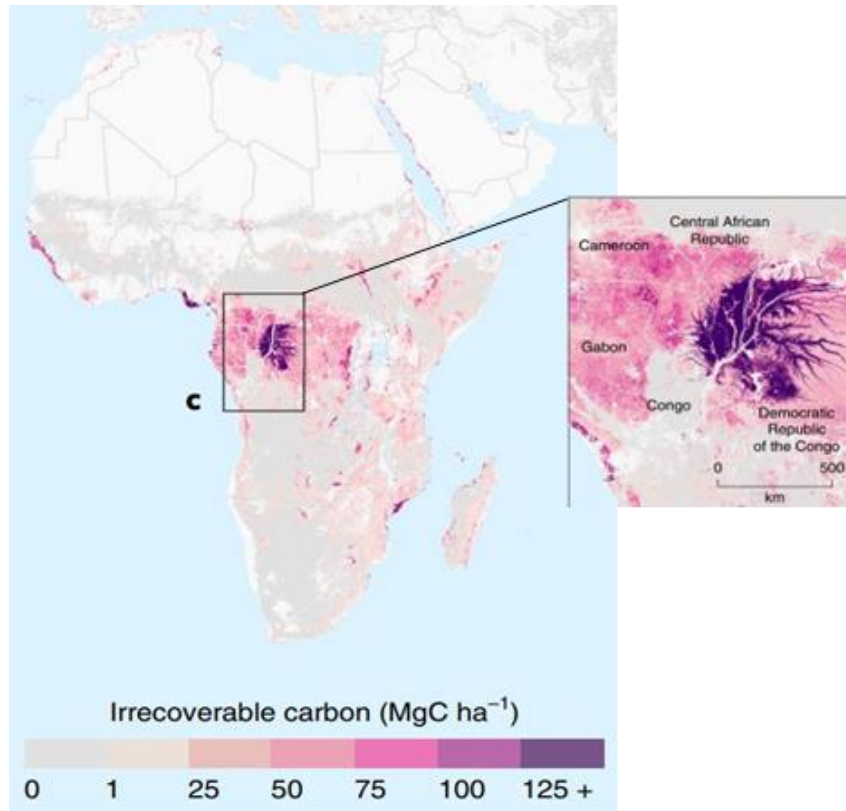 Central African
Republic
Cameroon
Gabon
Congo
Democratic
Republic
of the Congo
0 500
km
c
Irrecoverable carbon (MgC ha⁻¹)
0 1 25 50 75 100 125 +